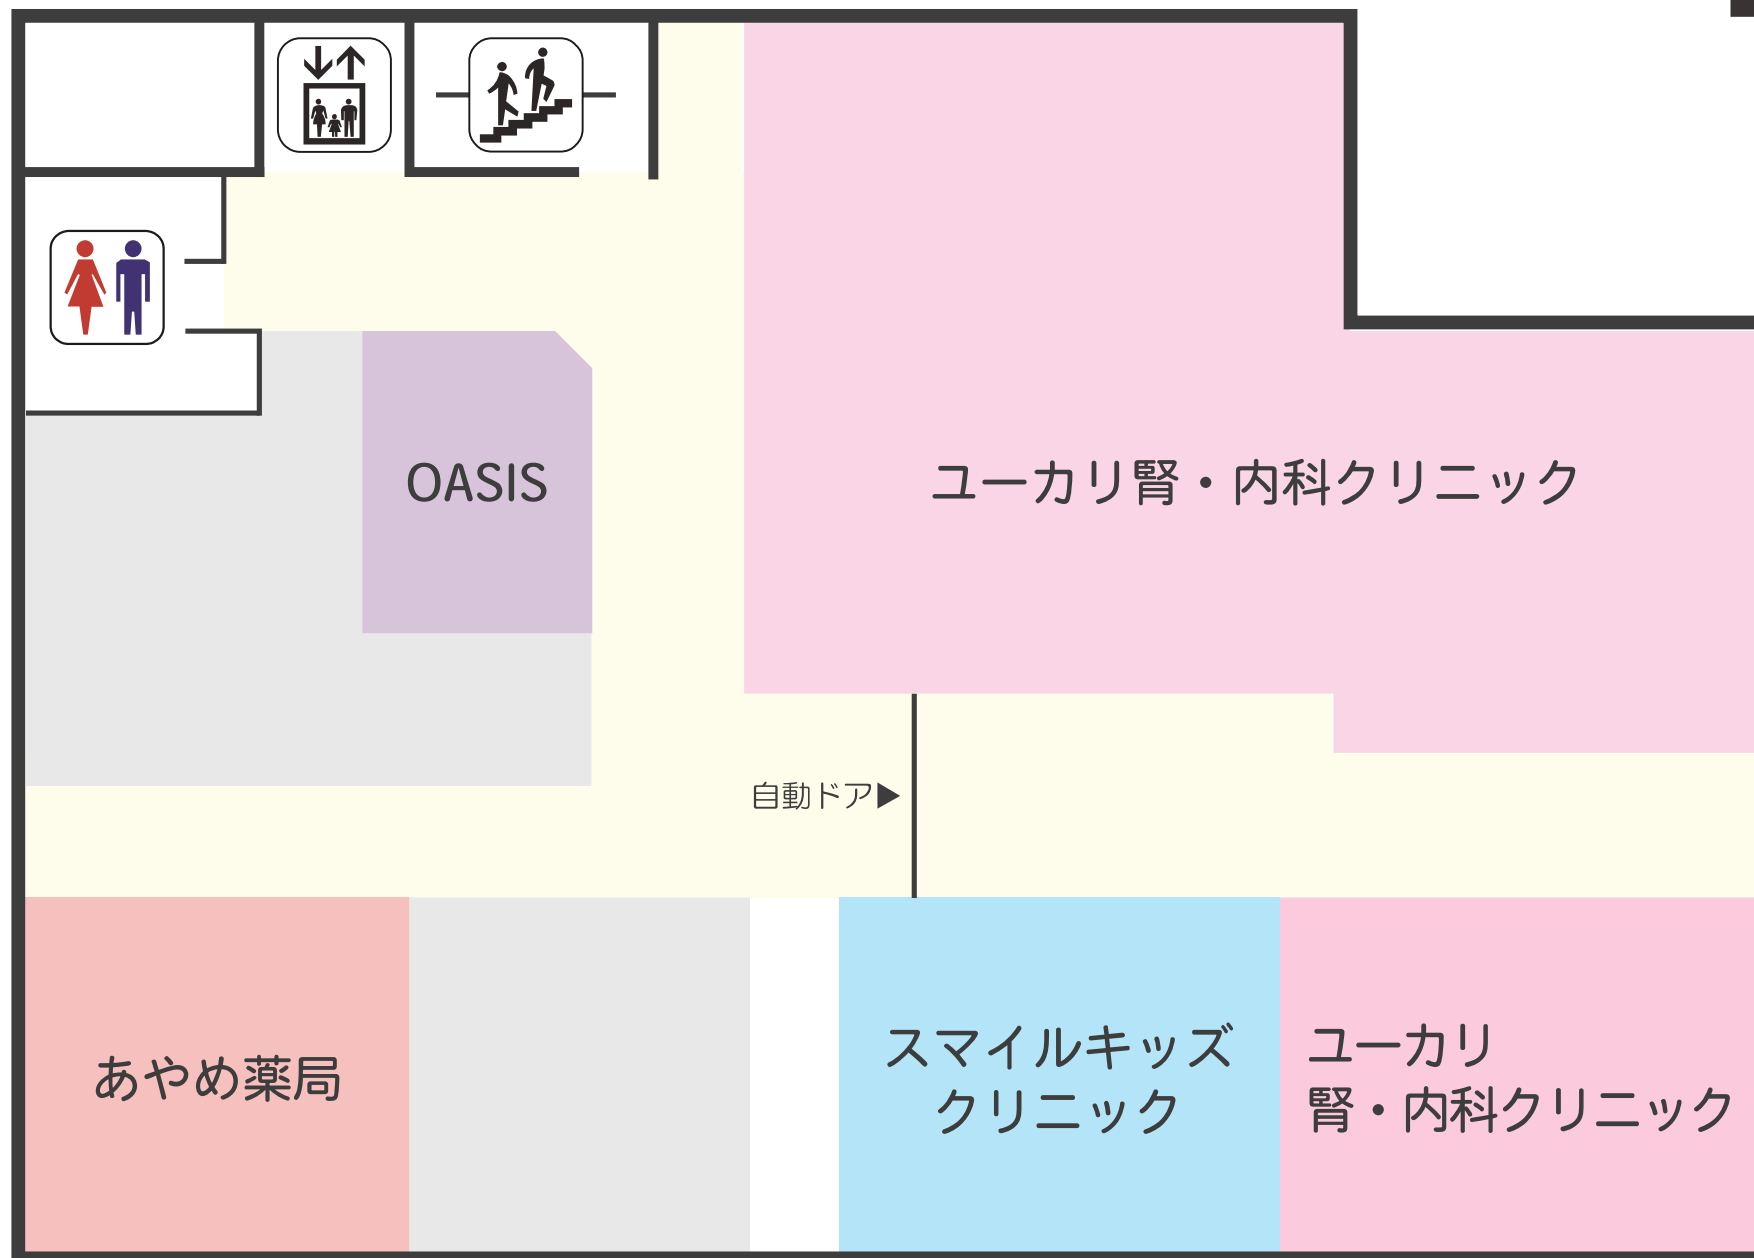 OASIS
ユーカリ腎・内科クリニック
自動ドア▶
あやめ薬局
スマイルキッズ
クリニック
ユーカリ
腎・内科クリニック